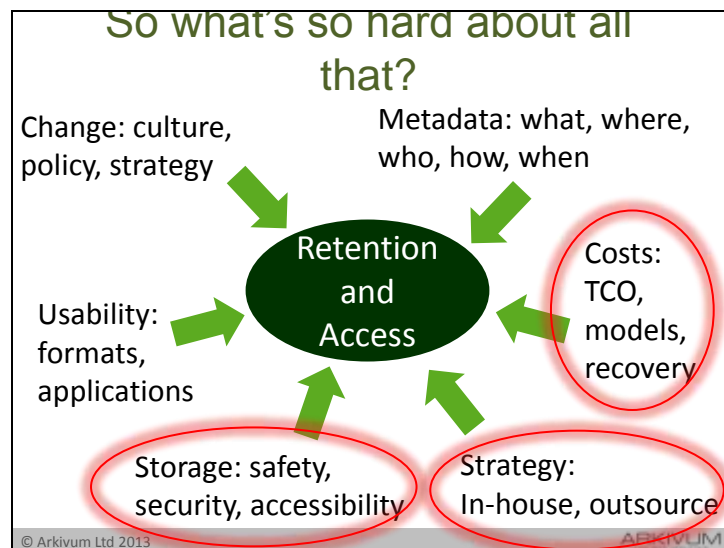 So what's so hard about all
that?
Change: culture,
policy, strategy
Metadata: what, where,
who, how, when
Retention
and
Access
Costs:
TCO,
models,
recovery
Usability:
formats,
applications
Storage: safety,
security, accessibility
Strategy:
In-house, outsource
© Arkivum Ltd 2013
ARKIVUM